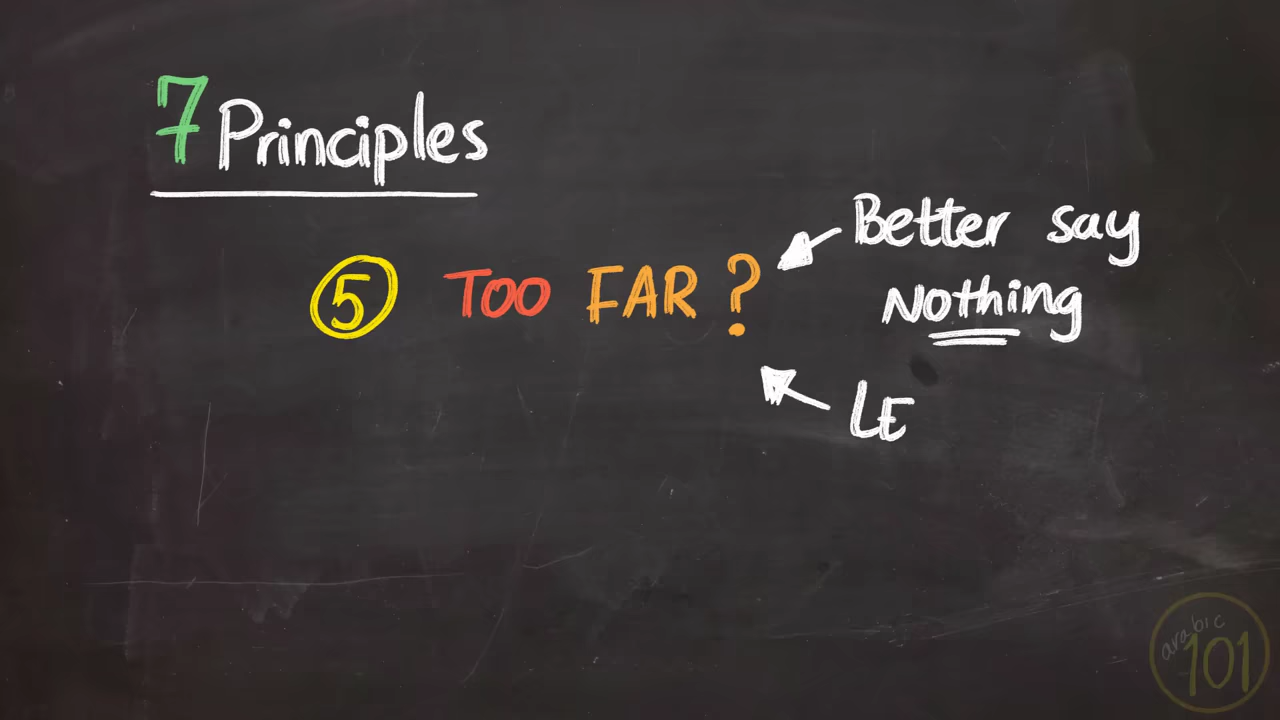 7 Principles
5 TOO FAR ?
Better say
Nothing
LE
arabic
101